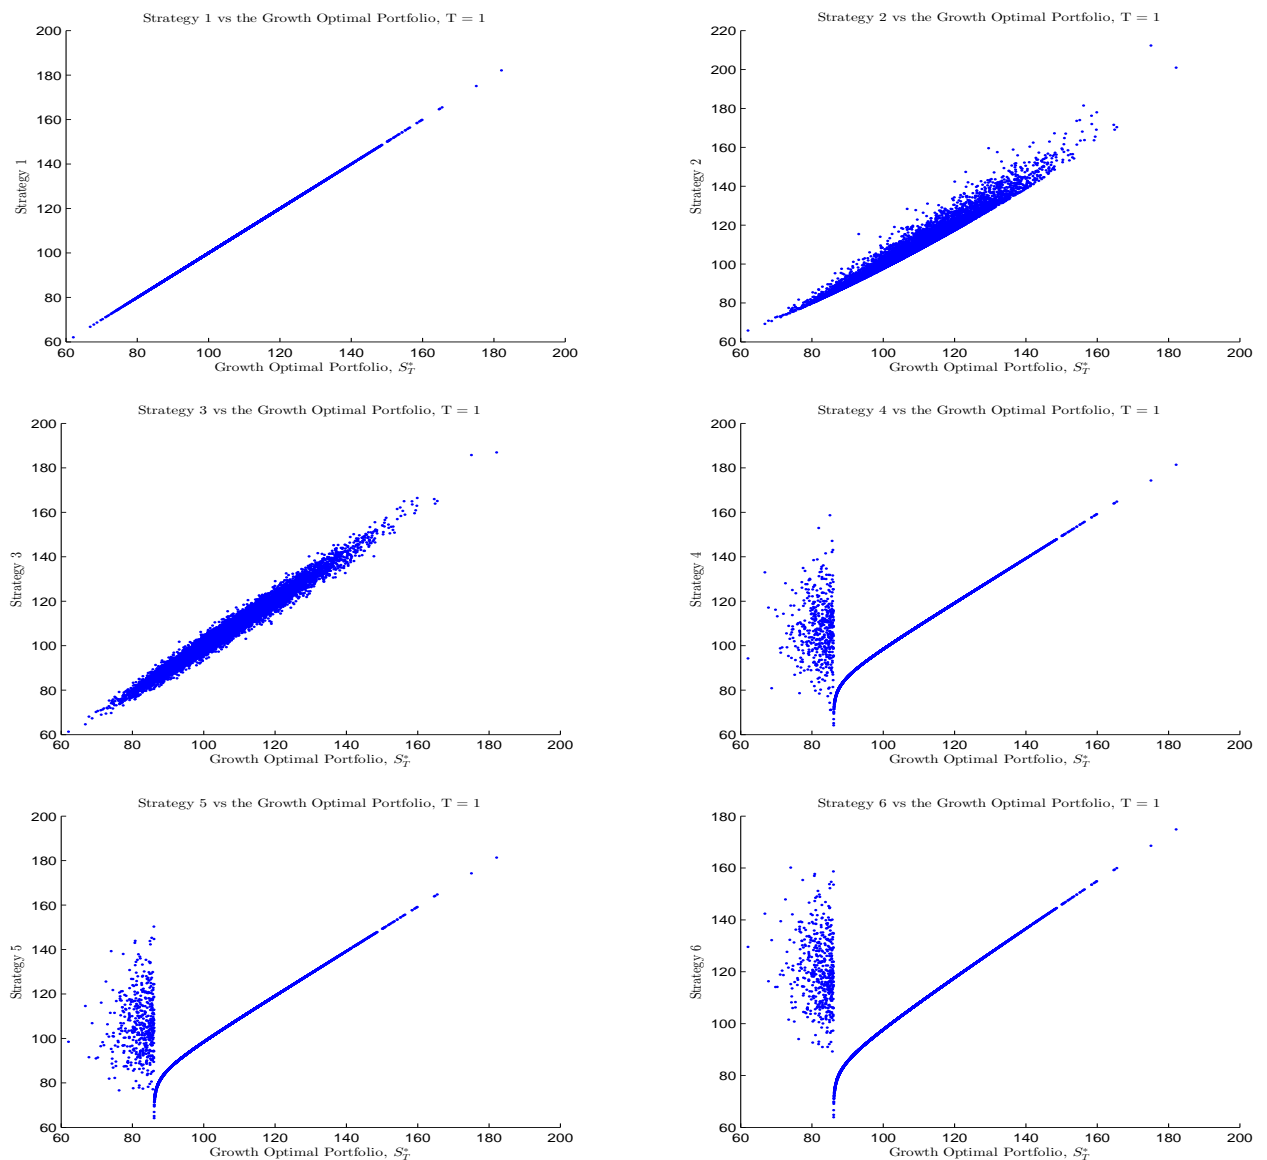 Strategy 1 vs the Growth Optimal Portfolio, T = 1
200
180
160
140
120
100
80
60
60 80 100 120 140 160 180 200
Strategy 1
Growth Optimal Portfolio, S*T
Strategy 2 vs the Growth Optimal Portfolio, T = 1
220
200
180
160
140
120
100
80
60
60 80 100 120 140 160 180 200
Strategy 2
Growth Optimal Portfolio, S*T
Strategy 3 vs the Growth Optimal Portfolio, T = 1
200
180
160
140
120
100
80
60
60 80 100 120 140 160 180 200
Strategy 3
Growth Optimal Portfolio, S*T
Strategy 4 vs the Growth Optimal Portfolio, T = 1
200
180
160
140
120
100
80
60
60 80 100 120 140 160 180 200
Strategy 4
Growth Optimal Portfolio, S*T
Strategy 5 vs the Growth Optimal Portfolio, T = 1
200
180
160
140
120
100
80
60
60 80 100 120 140 160 180 200
Strategy 5
Growth Optimal Portfolio, S*T
Strategy 6 vs the Growth Optimal Portfolio, T = 1
180
160
140
120
100
80
60
60 80 100 120 140 160 180 200
Strategy 6
Growth Optimal Portfolio, S*T